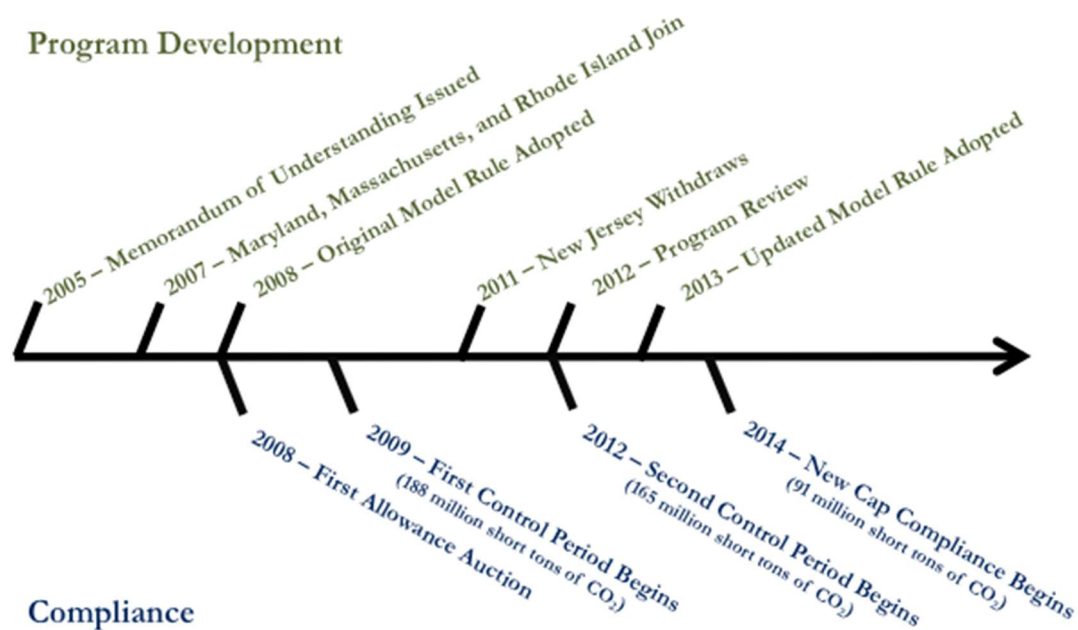 Program Development
2005 – Memorandum of Understanding Issued
2007 – Maryland, Massachusetts, and Rhode Island Join
2008 – Original Model Rule Adopted
2011 – New Jersey Withdraws
2012 – Program Review
2013 – Updated Model Rule Adopted
2008 – First Allowance Auction
2009 – First Control Period Begins
(188 million short tons of CO₂)
2012 – Second Control Period Begins
(165 million short tons of CO₂)
2014 – New Cap Compliance Begins
(91 million short tons of CO₂)
Compliance